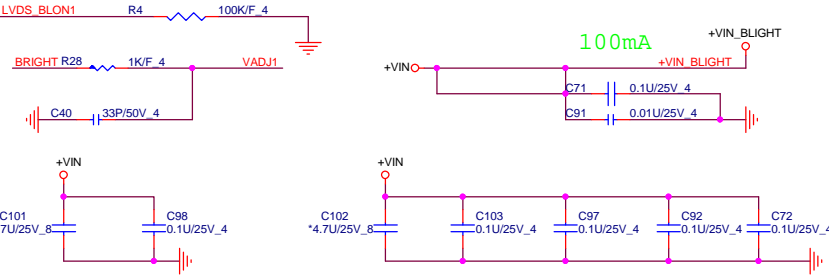 LVDS_BLON1 R4 100K/F_4
100mA
+VIN_BLIGHT
BRIGHT R28 1K/F_4 VADJ1
+VIN +VIN_BLIGHT
C71 0.1U/25V_4
C40 33P/50V_4
C91 0.01U/25V_4
+VIN +VIN
C101 C98 C102 C103 C97 C92 C72
7U/25V_8 0.1U/25V_4 *4.7U/25V_8 0.1U/25V_4 0.1U/25V_4 0.1U/25V_4 0.1U/25V_4